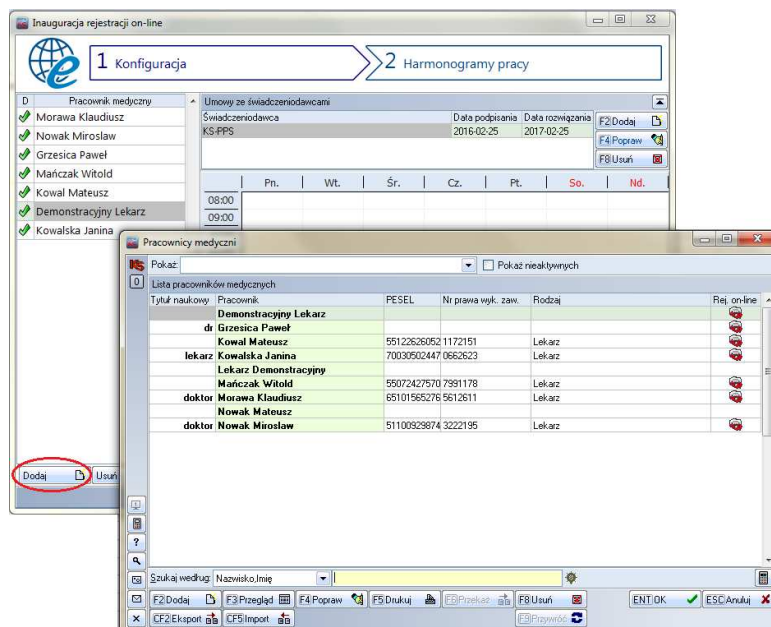 Inauguracja rejestracji on-line
1 Konfiguracja
2 Harmonogramy pracy
D Pracownik medyczny
Morawa Klaudiusz
Nowak Mirosław
Grzesica Paweł
Mańczak Witold
Kowal Mateusz
Demonstracyjny Lekarz
Kowalska Janina
Umowy ze świadczeniodawcami
Świadczeniodawca Data podpisania Data rozwiązania
KS-PPS 2016-02-25 2017-02-25
F2 Dodaj
F4 Popraw
F8 Usuń
Pn. Wt. Śr. Cz. Pt. So. Nd.
08:00
09:00
Dodaj Usuń
Pracownicy medyczni
KS Pokaż: Pokaż nieaktywnych
0 Lista pracowników medycznych
Tytuł naukowy Pracownik PESEL Nr prawa wyk. zaw. Rodzaj Rej. on-line
Demonstracyjny Lekarz
dr Grzesica Paweł
Kowal Mateusz 55122626052 1172151 Lekarz
lekarz Kowalska Janina 70030502447 0662623 Lekarz
Lekarz Demonstracyjny
Mańczak Witold 55072427570 7991178 Lekarz
doktor Morawa Klaudiusz 65101565276 5612611 Lekarz
Nowak Mateusz
doktor Nowak Mirosław 51100929874 3222195 Lekarz
Szukaj według: Nazwisko,Imię
F2 Dodaj F3 Przegląd F4 Popraw F5 Drukuj F6 Przekaż F8 Usuń ENT OK ESC Anuluj
CF2 Eksport CF5 Import F9 Przywróć